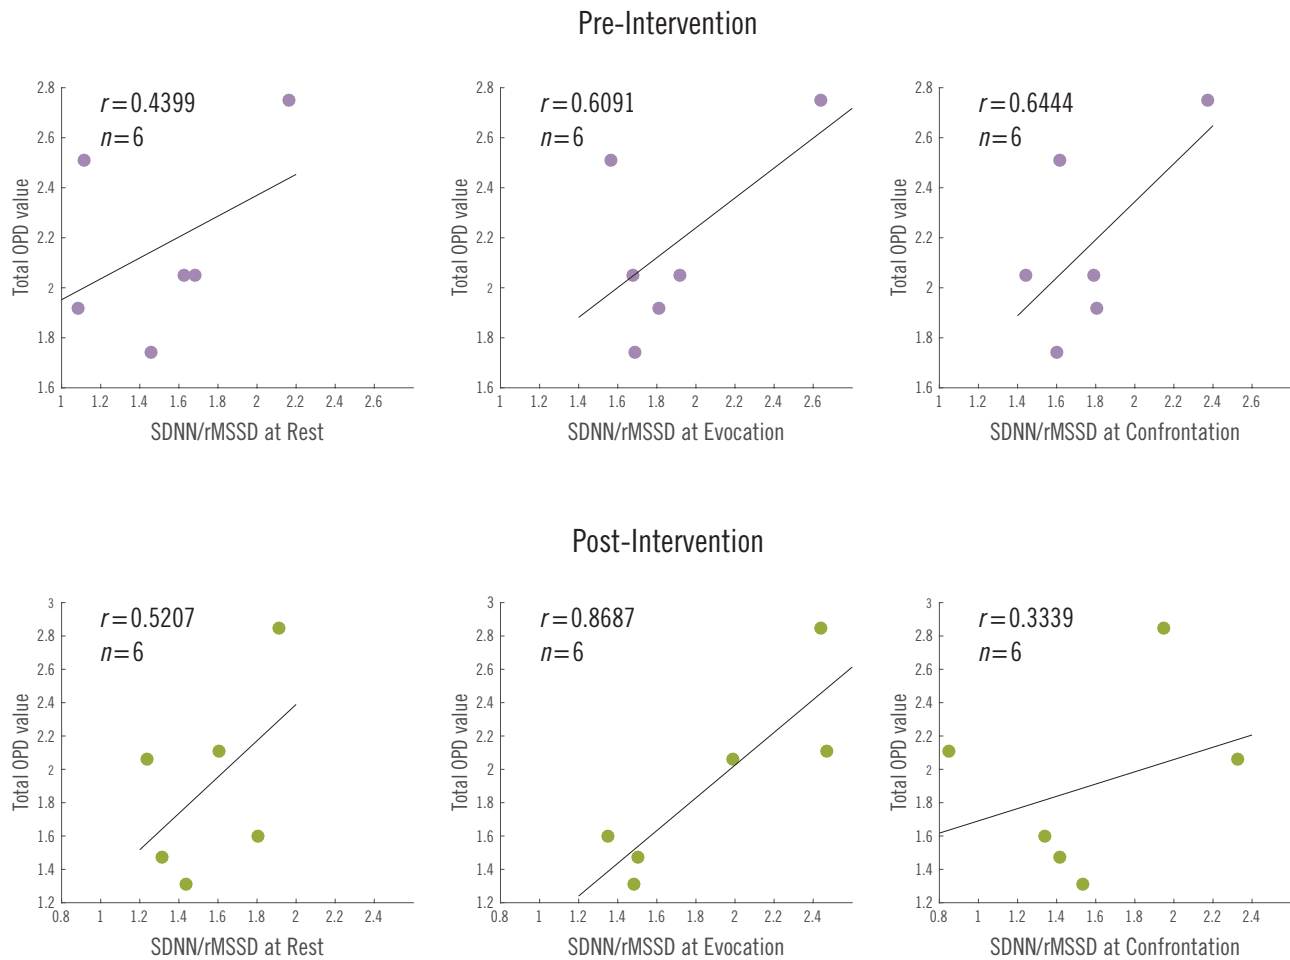 Pre-Intervention
r=0.4399
n=6
Total OPD value
2.8
2.6
2.4
2.2
2
1.8
1.6
1 1.2 1.4 1.6 1.8 2 2.2 2.4 2.6
SDNN/rMSSD at Rest
r=0.6091
n=6
Total OPD value
2.8
2.6
2.4
2.2
2
1.8
1.6
1 1.2 1.4 1.6 1.8 2 2.2 2.4 2.6
SDNN/rMSSD at Evocation
r=0.6444
n=6
Total OPD value
2.8
2.6
2.4
2.2
2
1.8
1.6
1 1.2 1.4 1.6 1.8 2 2.2 2.4 2.6
SDNN/rMSSD at Confrontation
Post-Intervention
r=0.5207
n=6
Total OPD value
3
2.8
2.6
2.4
2.2
2
1.8
1.6
1.4
1.2
0.8 1 1.2 1.4 1.6 1.8 2 2.2 2.4
SDNN/rMSSD at Rest
r=0.8687
n=6
Total OPD value
3
2.8
2.6
2.4
2.2
2
1.8
1.6
1.4
1.2
0.8 1 1.2 1.4 1.6 1.8 2 2.2 2.4
SDNN/rMSSD at Evocation
r=0.3339
n=6
Total OPD value
3
2.8
2.6
2.4
2.2
2
1.8
1.6
1.4
1.2
0.8 1 1.2 1.4 1.6 1.8 2 2.2 2.4
SDNN/rMSSD at Confrontation